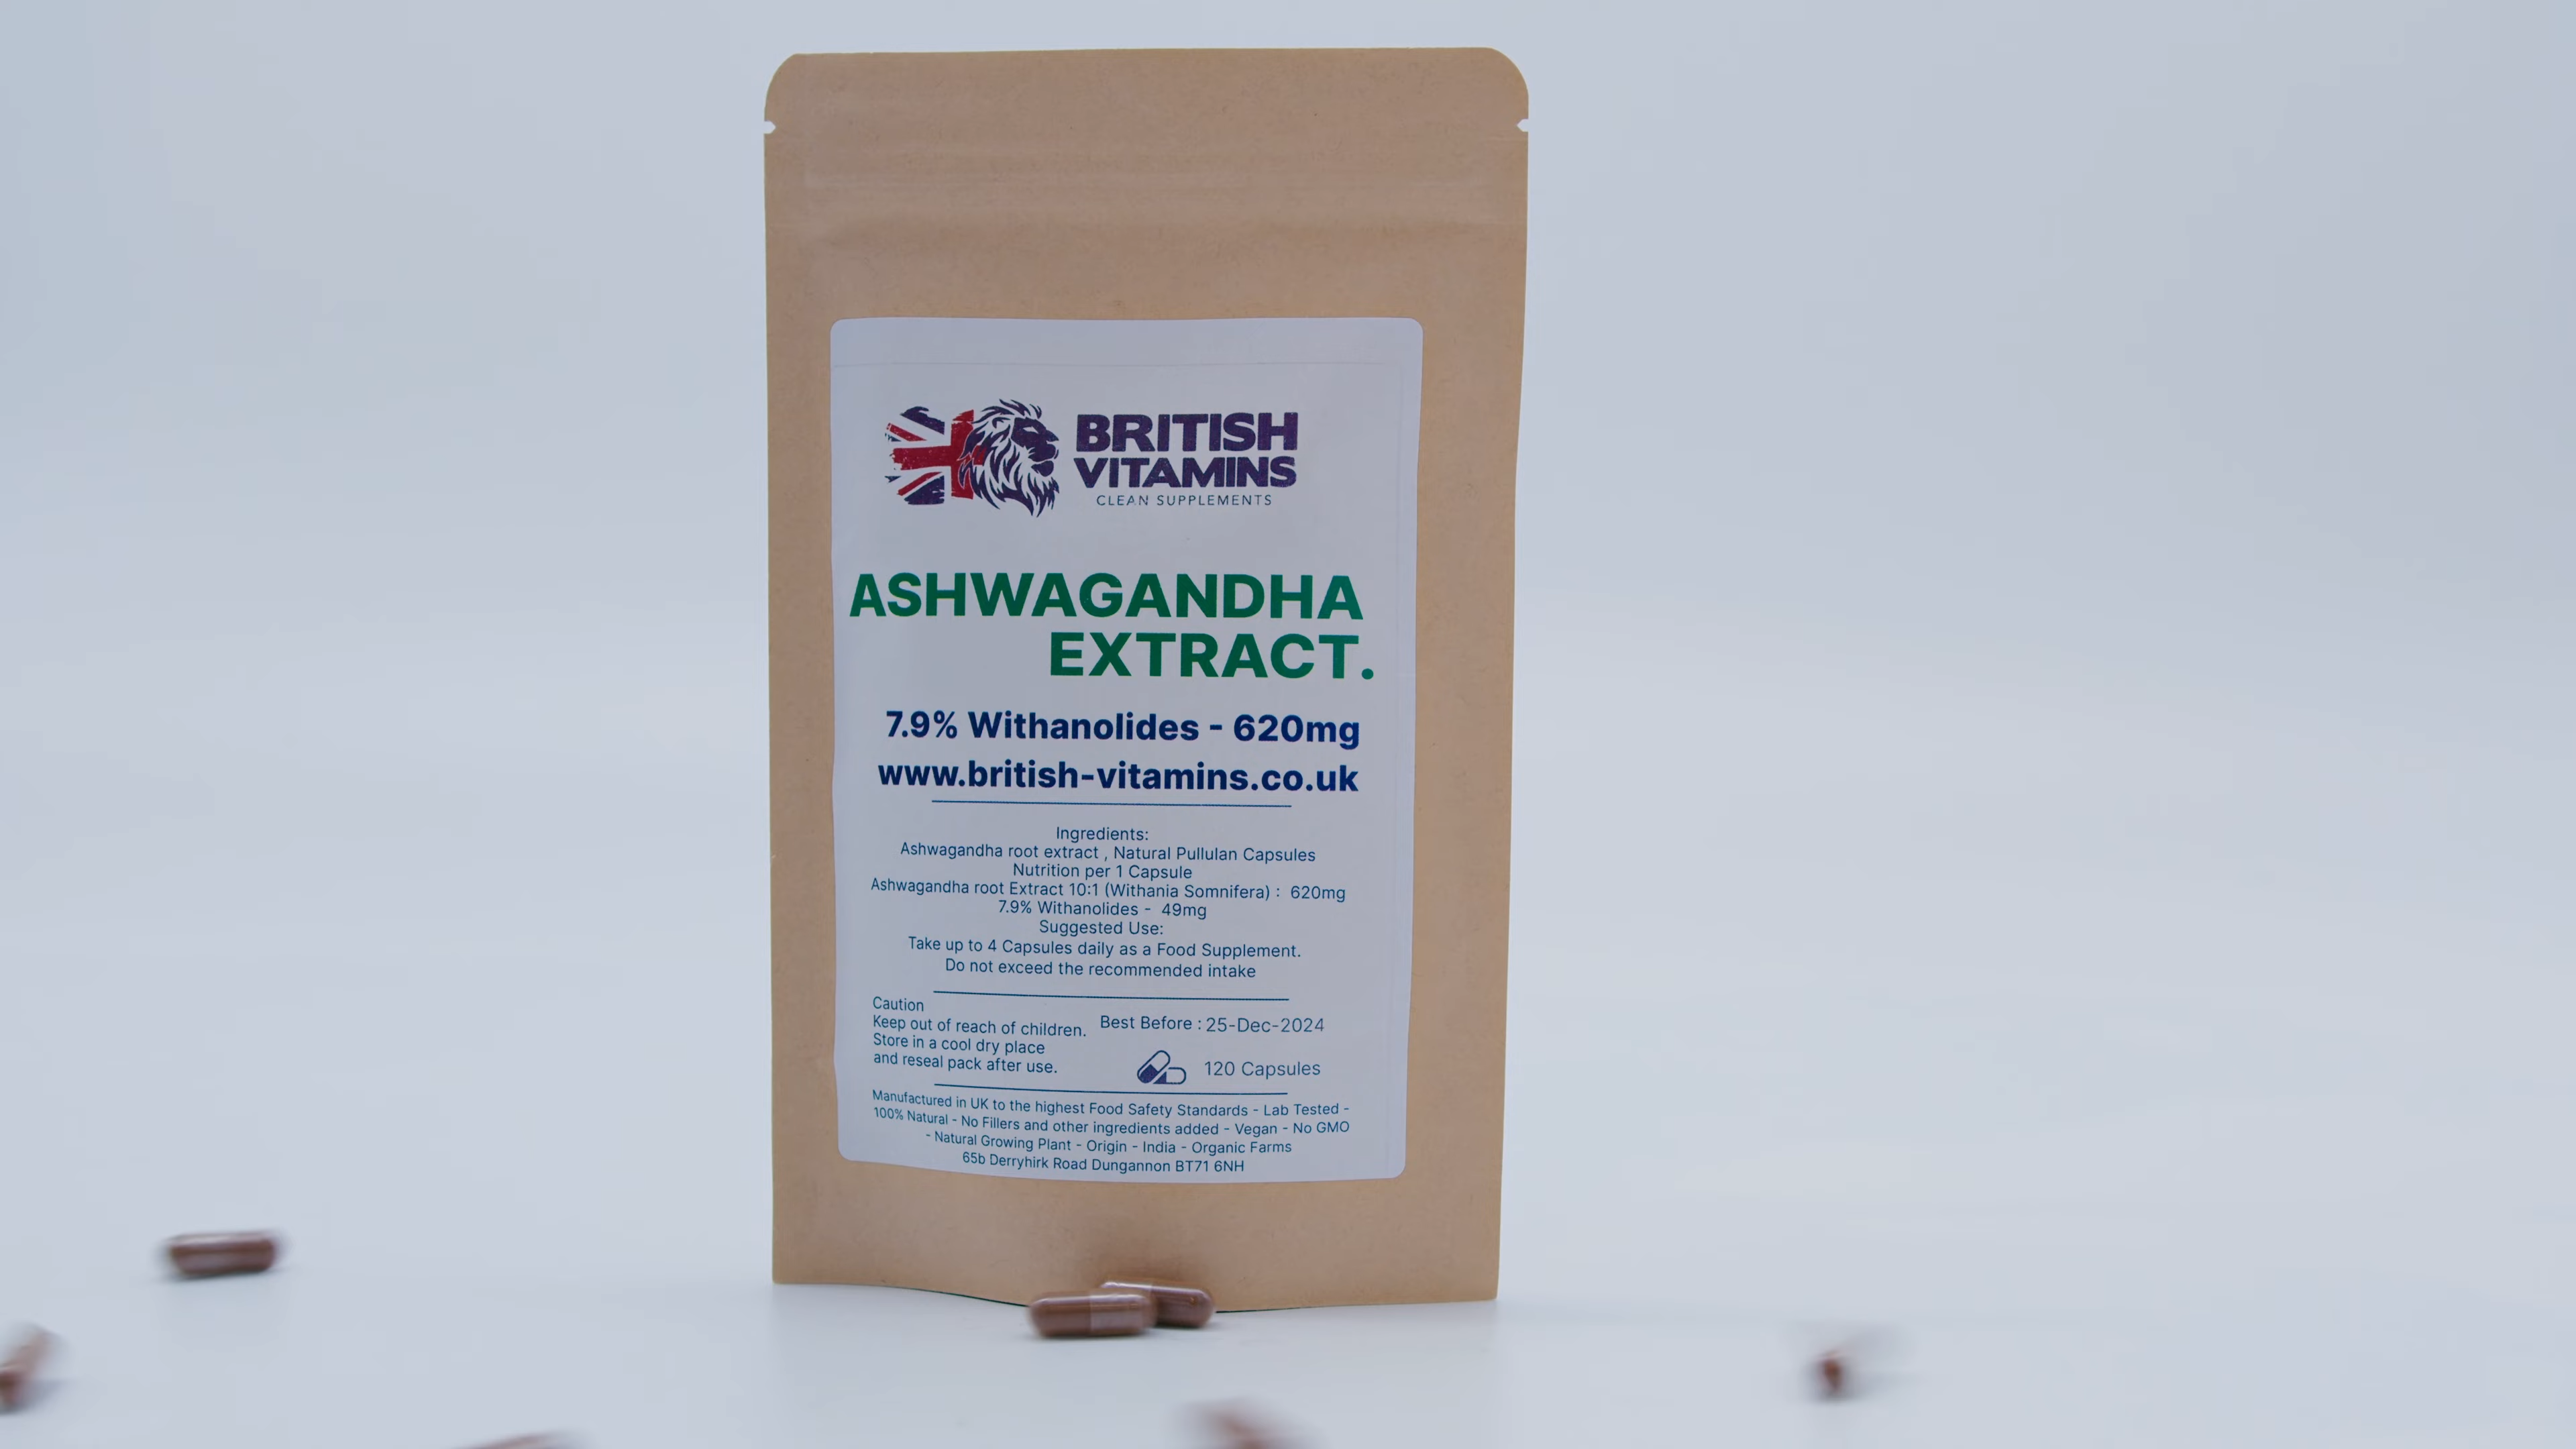 BRITISH
VITAMINS
CLEAN SUPPLEMENTS
ASHWAGANDHA
EXTRACT.
7.9% Withanolides - 620mg
www.british-vitamins.co.uk
Ingredients:
Ashwagandha root extract , Natural Pullulan Capsules
Nutrition per 1 Capsule
Ashwagandha root Extract 10:1 (Withania Somnifera) : 620mg
7.9% Withanolides - 49mg
Suggested Use:
Take up to 4 Capsules daily as a Food Supplement.
Do not exceed the recommended intake
Caution
Keep out of reach of children.
Store in a cool dry place
and reseal pack after use.
Best Before : 25-Dec-2024
120 Capsules
Manufactured in UK to the highest Food Safety Standards - Lab Tested -
100% Natural - No Fillers and other ingredients added - Vegan - No GMO
- Natural Growing Plant - Origin - India - Organic Farms
65b Derryhirk Road Dungannon BT71 6NH